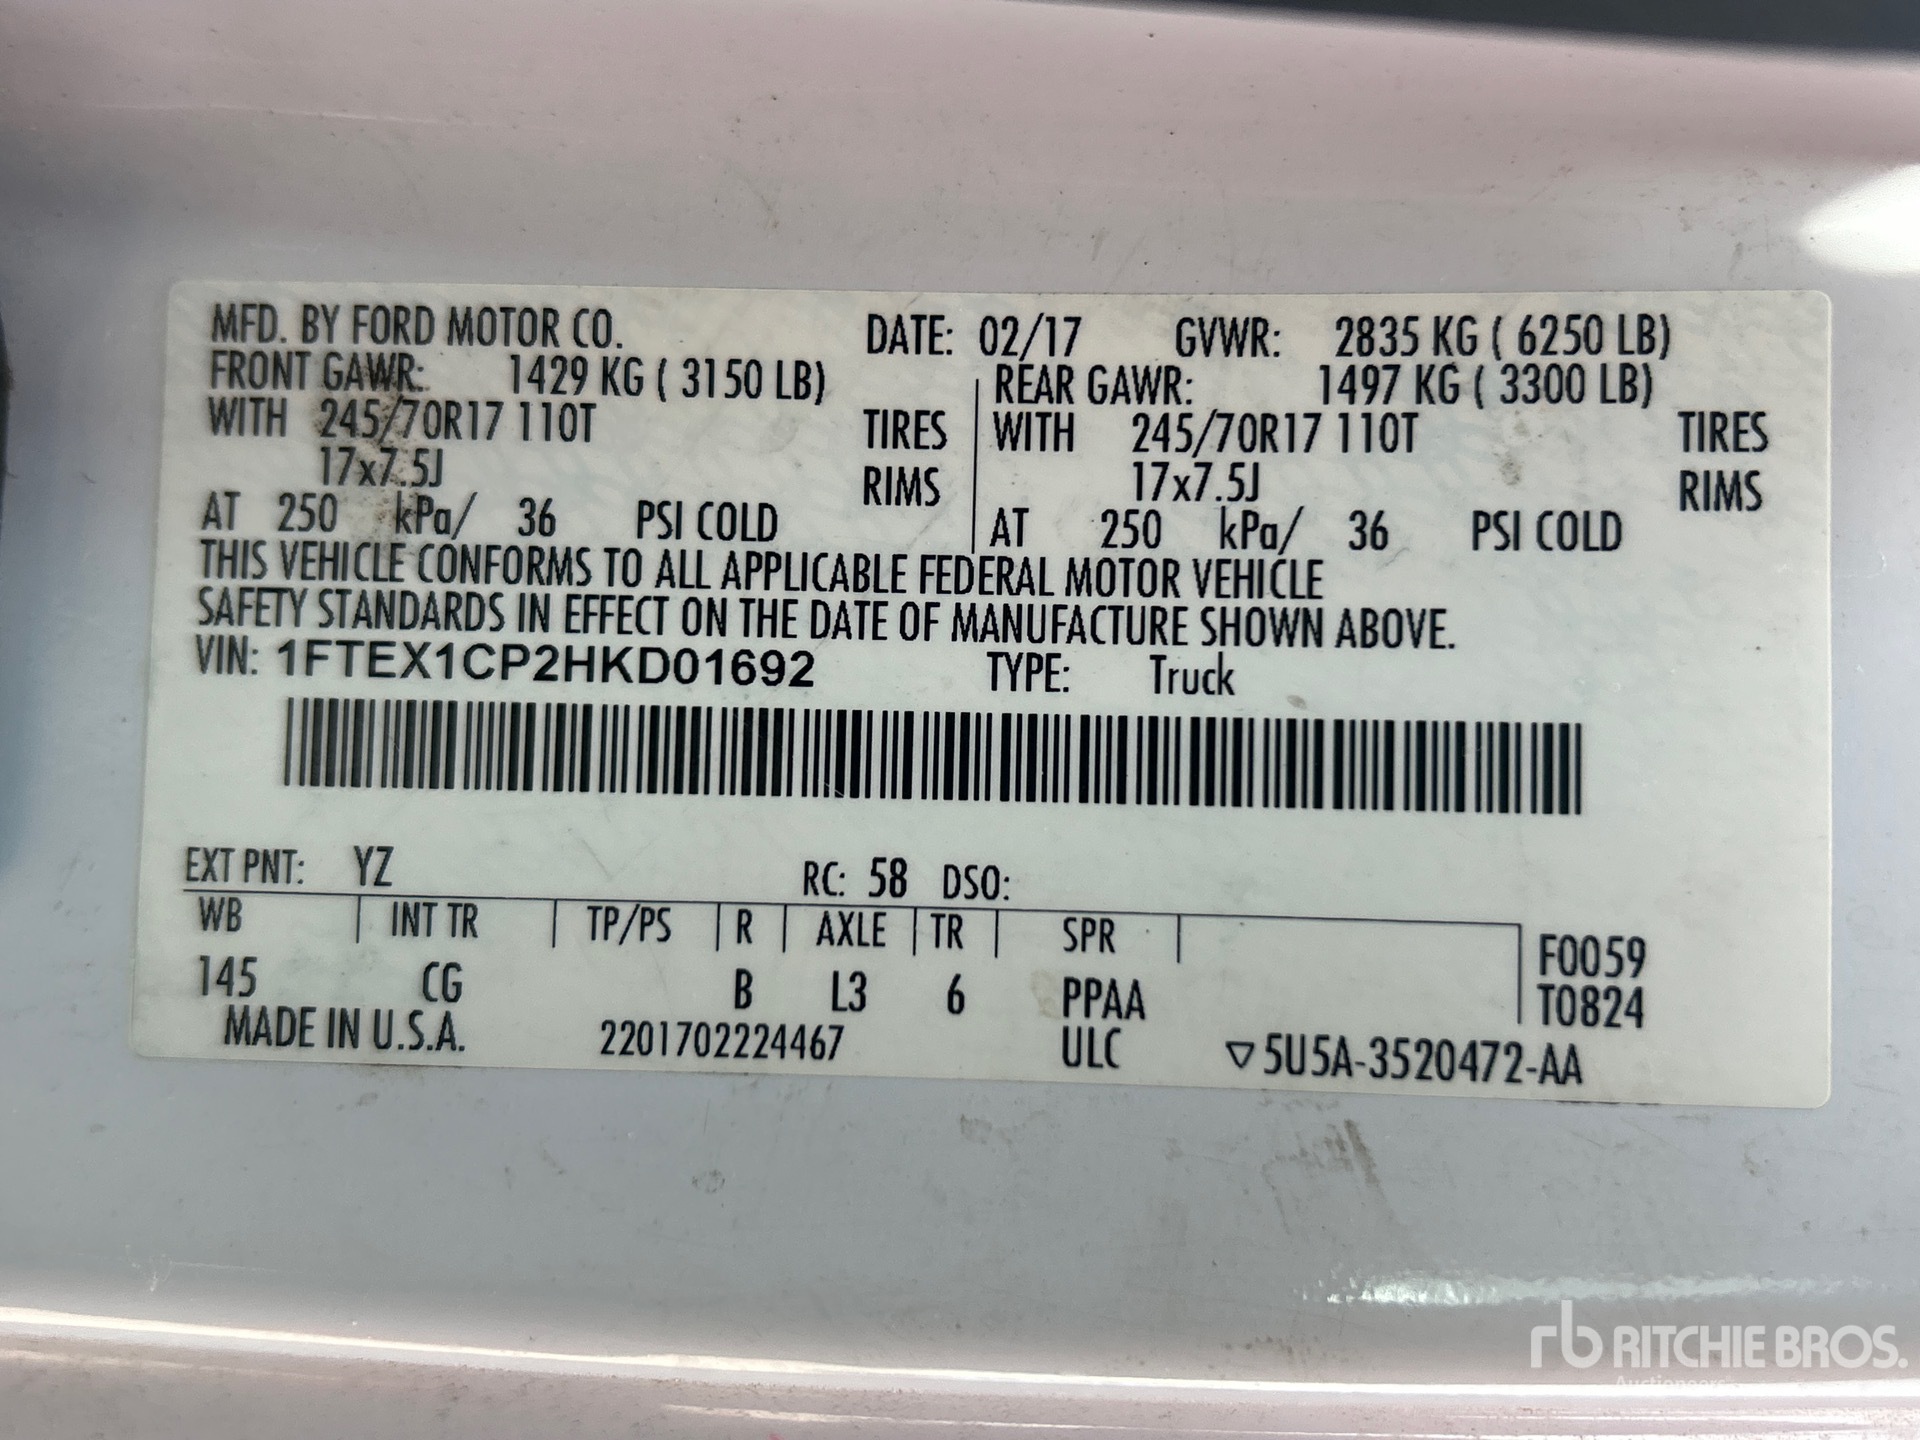 MFD. BY FORD MOTOR CO. DATE: 02/17 GVWR: 2835 KG ( 6250 LB)
FRONT GAWR: 1429 KG ( 3150 LB) REAR GAWR: 1497 KG ( 3300 LB)
WITH 245/70R17 110T TIRES WITH 245/70R17 110T TIRES
17x7.5J RIMS 17x7.5J RIMS
AT 250 kPa/ 36 PSI COLD AT 250 kPa/ 36 PSI COLD
THIS VEHICLE CONFORMS TO ALL APPLICABLE FEDERAL MOTOR VEHICLE
SAFETY STANDARDS IN EFFECT ON THE DATE OF MANUFACTURE SHOWN ABOVE.
VIN: 1FTEX1CP2HKD01692 TYPE: Truck
EXT PNT: YZ RC: 58 DSO:
WB INT TR TP/PS R AXLE TR SPR F0059
145 CG B L3 6 PPAA T0824
MADE IN U.S.A. 2201702224467 ULC ▽5U5A-3520472-AA
rb RITCHIE BROS.
Auctioneers